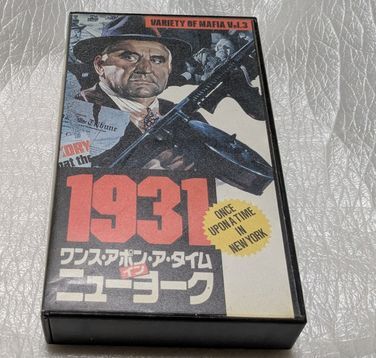 VARIETY OF MAFIA Vol.3
Tribune
1931
ONCE
UPON A TIME
IN
NEW YORK
ワンス・アポン・ア・タイム
イン
ニューヨーク